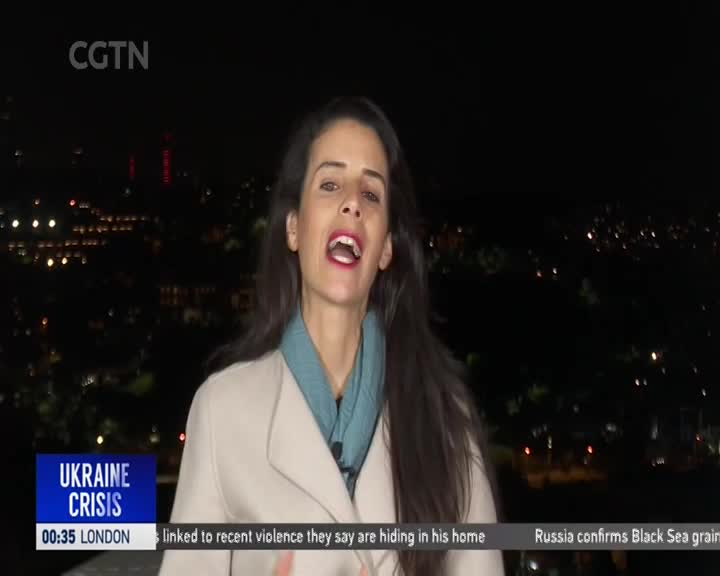 CGTN
UKRAINE
CRISIS
00:35 LONDON
s linked to recent violence they say are hiding in his home Russia confirms Black Sea grain